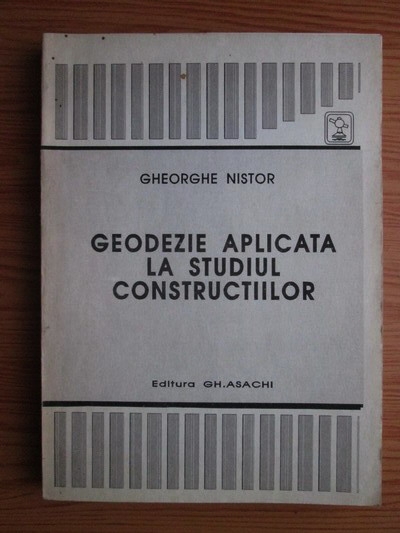 GHEORGHE NISTOR
GEODEZIE APLICATA
LA STUDIUL
CONSTRUCTIILOR
Editura GH.ASACHI